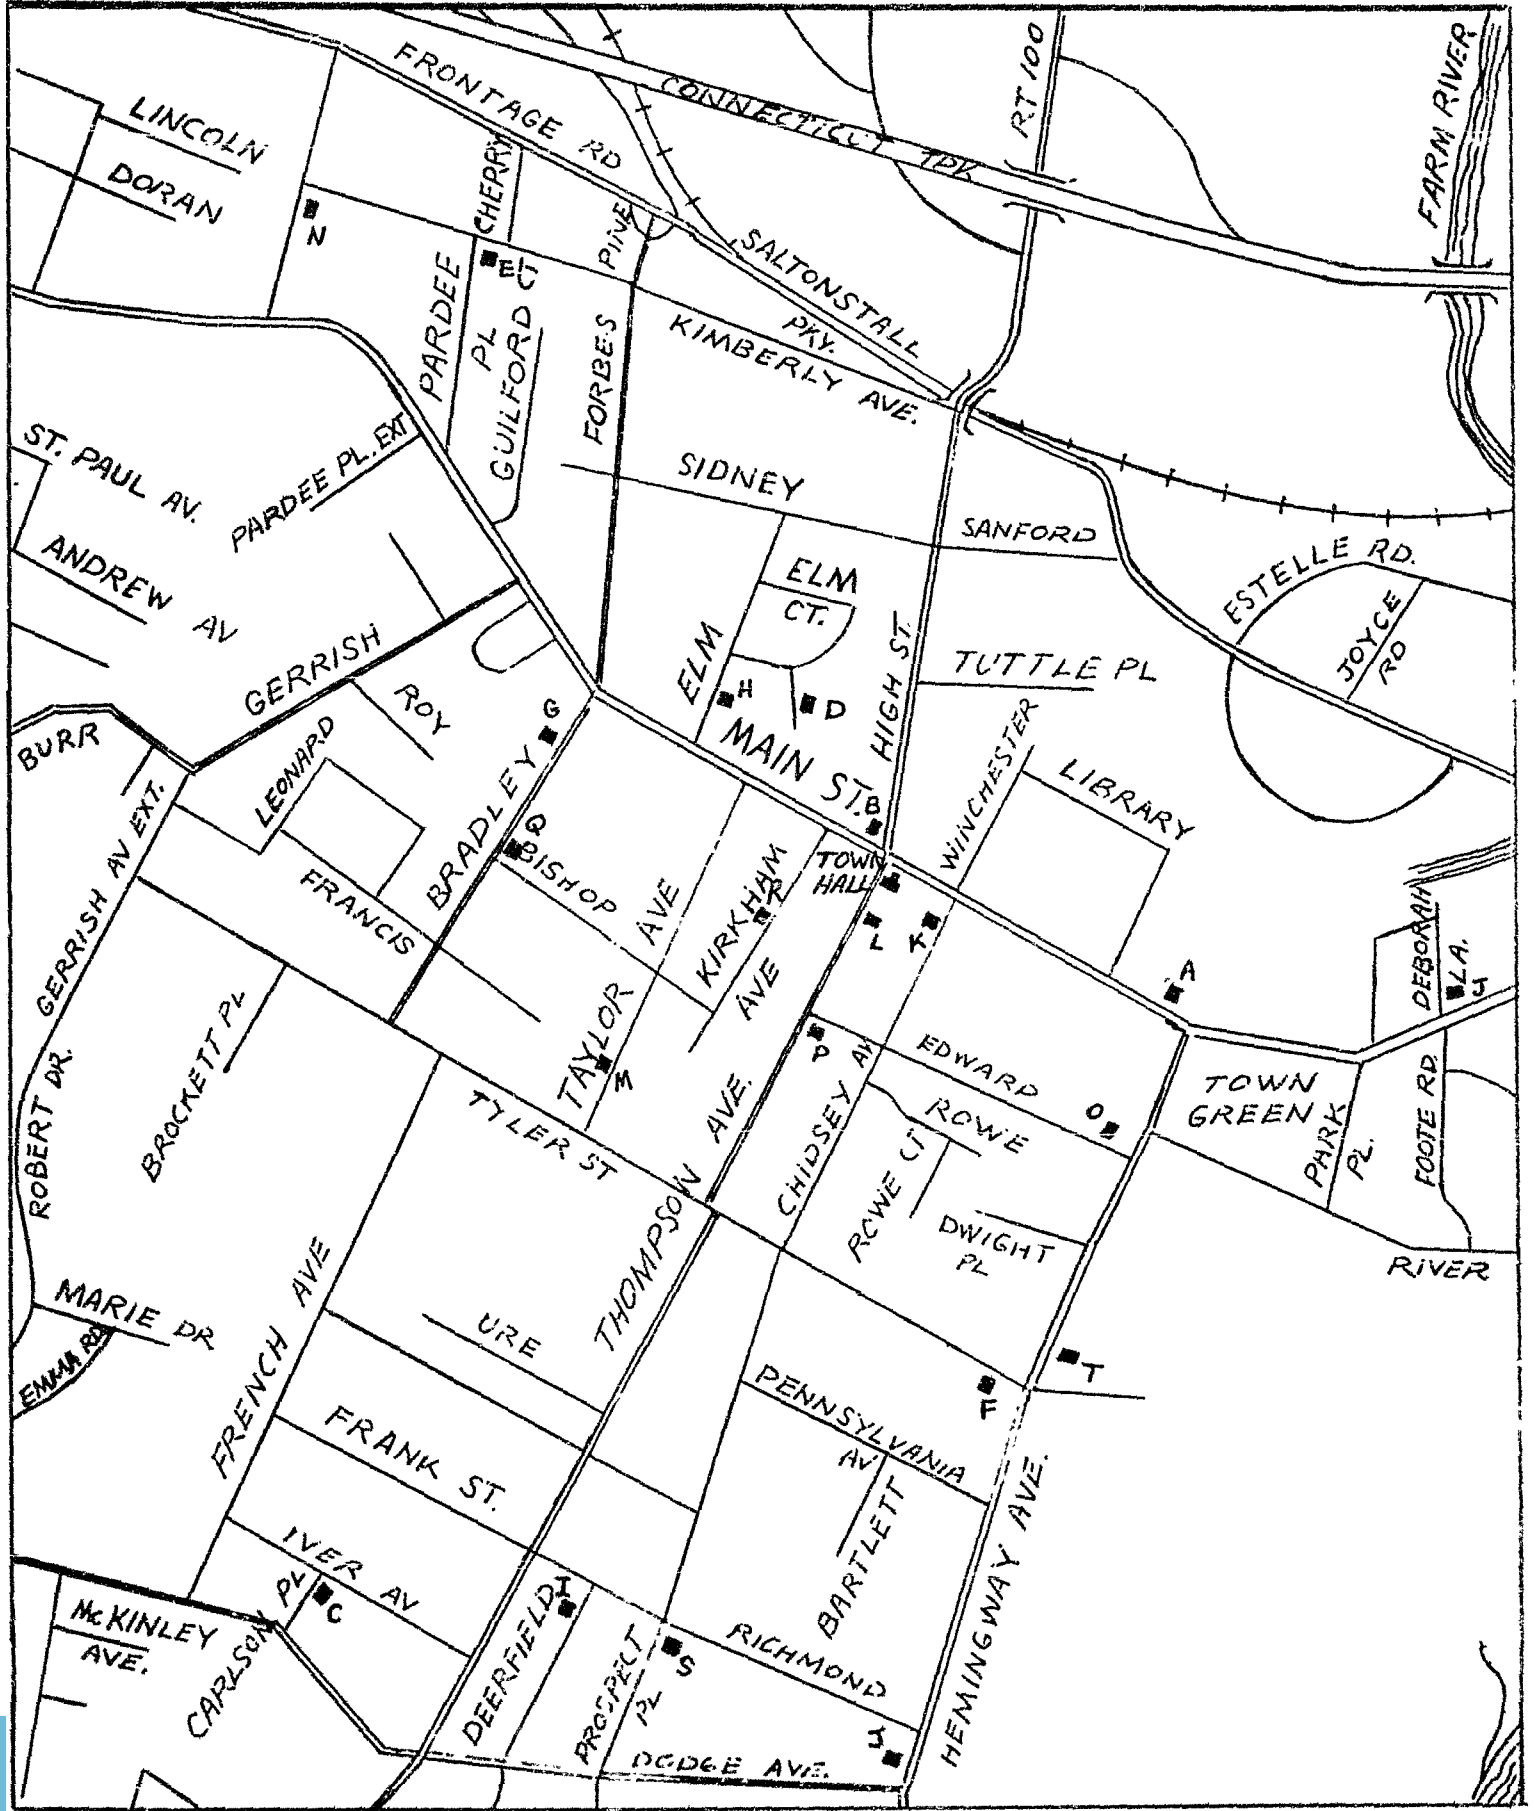 FRONTAGE RD
CONNECTICUT TPK
RT 100
FARM RIVER
LINCOLN
DORAN
CHERRY
PINE
N
E
PARDEE
PL
GUILFORD CT
FORBES
SALTONSTALL
PKY.
KIMBERLY AVE.
ST. PAUL AV.
PARDEE PL. EXT
SIDNEY
SANFORD
ANDREW AV
ELM
CT.
ESTELLE RD.
JOYCE
RD
GERRISH
ELM
H
D
HIGH ST.
TUTTLE PL
ROY
G
BURR
LEONARD
MAIN ST.
WINCHESTER
LIBRARY
B
BRADLEY
Q
BISHOP
TOWN
HALL
GERRISH AV EXT.
FRANCIS
AVE
KIRKHAM
R
L
K
DEBORAH
LA.
A
J
BROCKETT PL
TAYLOR
AVE
P
EDWARD
TOWN
GREEN
ROBERT DR.
M
TYLER ST
AVE.
CHIDSEY AV
ROWE
O
PARK
PL.
FOOTE RD.
ROWE CT
DWIGHT
PL
THOMPSON
RIVER
MARIE DR
EMMA RD
FRENCH AVE
URE
T
F
PENNSYLVANIA
AV
FRANK ST.
BARTLETT
HEMINGWAY AVE.
IVER AV
McKINLEY
AVE.
CARLSON PL
C
DEERFIELD
I
PROSPECT
PL
S
RICHMOND
DODGE AVE.